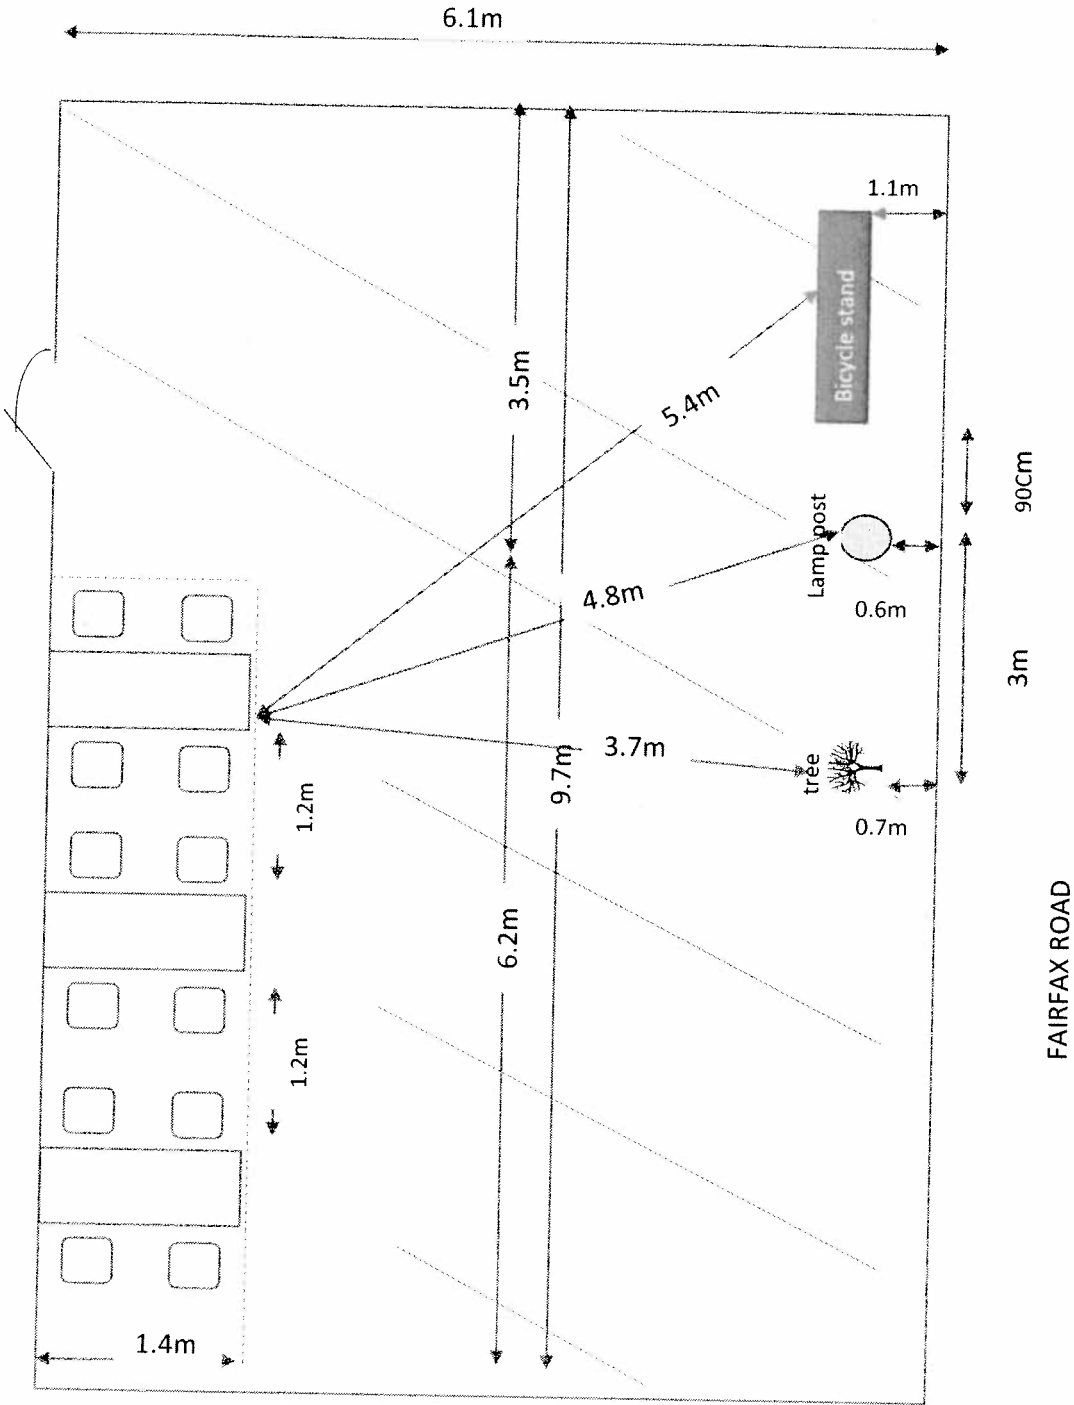 6.1m
1.1m
Bicycle stand
3.5m
5.4m
90Cm
Lamp post
4.8m
0.6m
3m
3.7m
9.7m
tree
1.2m
0.7m
6.2m
1.2m
FAIRFAX ROAD
1.4m